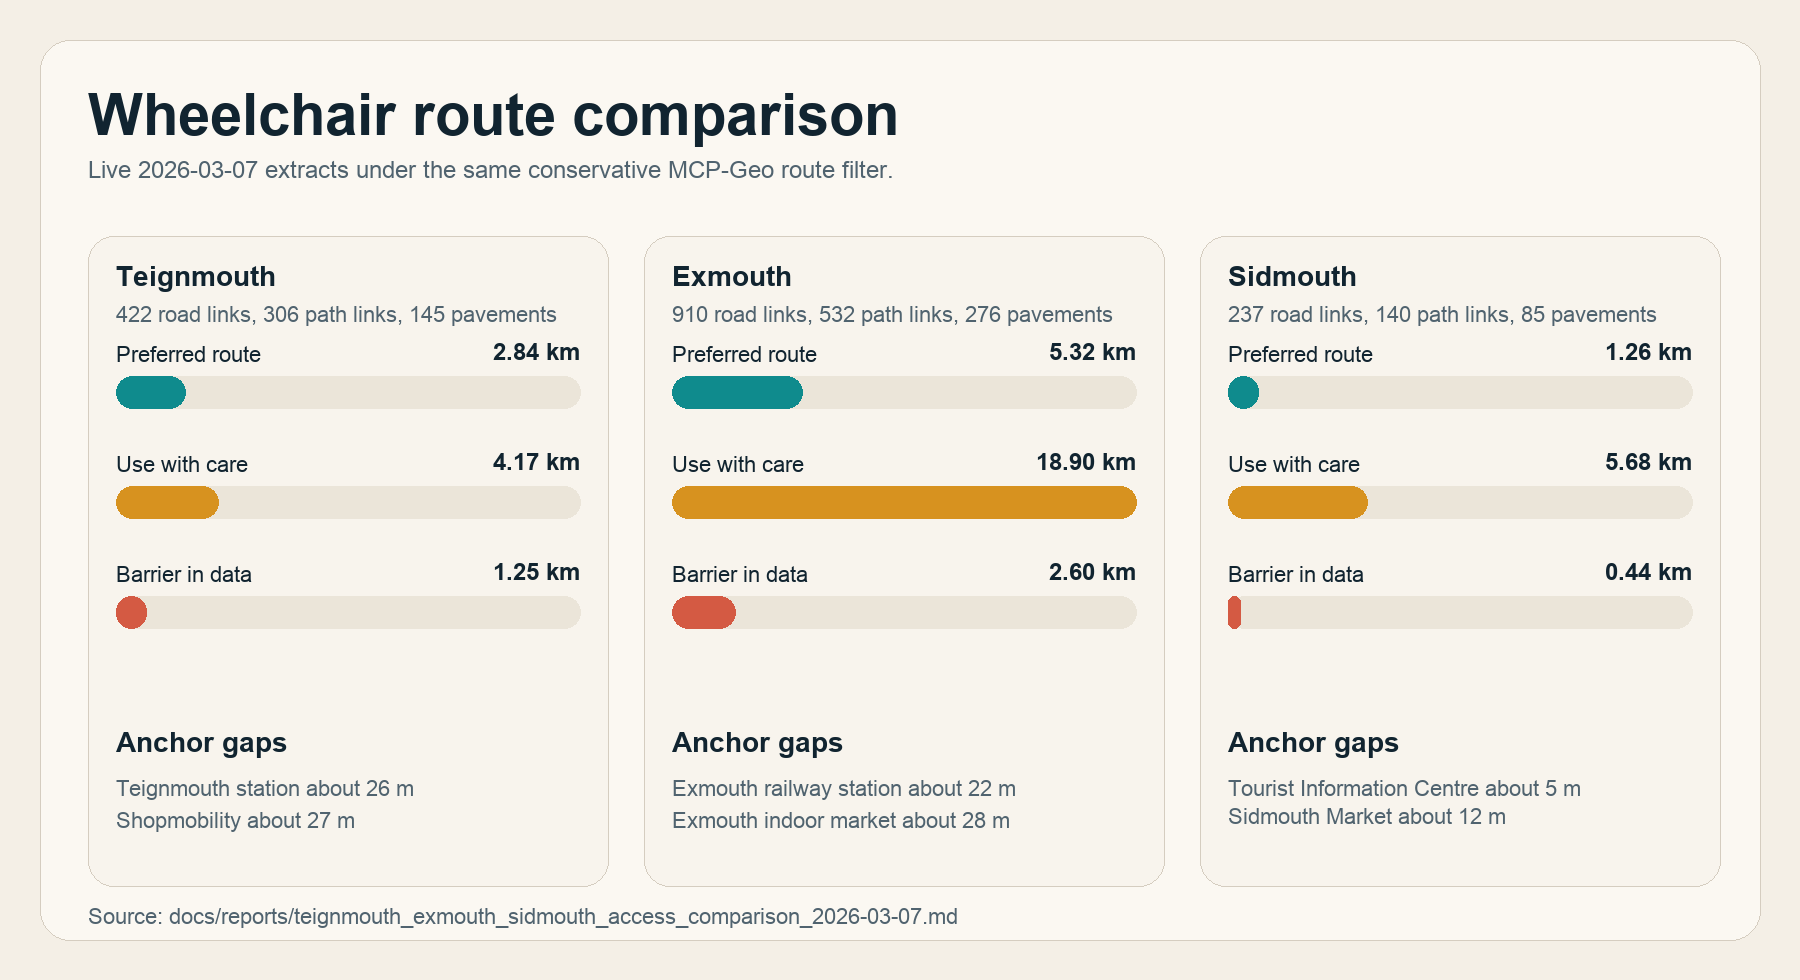 Wheelchair route comparison
Live 2026-03-07 extracts under the same conservative MCP-Geo route filter.
Teignmouth
422 road links, 306 path links, 145 pavements
Preferred route 2.84 km
Use with care 4.17 km
Barrier in data 1.25 km
Anchor gaps
Teignmouth station about 26 m
Shopmobility about 27 m
Exmouth
910 road links, 532 path links, 276 pavements
Preferred route 5.32 km
Use with care 18.90 km
Barrier in data 2.60 km
Anchor gaps
Exmouth railway station about 22 m
Exmouth indoor market about 28 m
Sidmouth
237 road links, 140 path links, 85 pavements
Preferred route 1.26 km
Use with care 5.68 km
Barrier in data 0.44 km
Anchor gaps
Tourist Information Centre about 5 m
Sidmouth Market about 12 m
Source: docs/reports/teignmouth_exmouth_sidmouth_access_comparison_2026-03-07.md